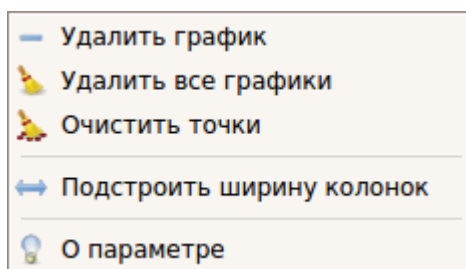 Удалить график
Удалить все графики
Очистить точки
Подстроить ширину колонок
О параметре